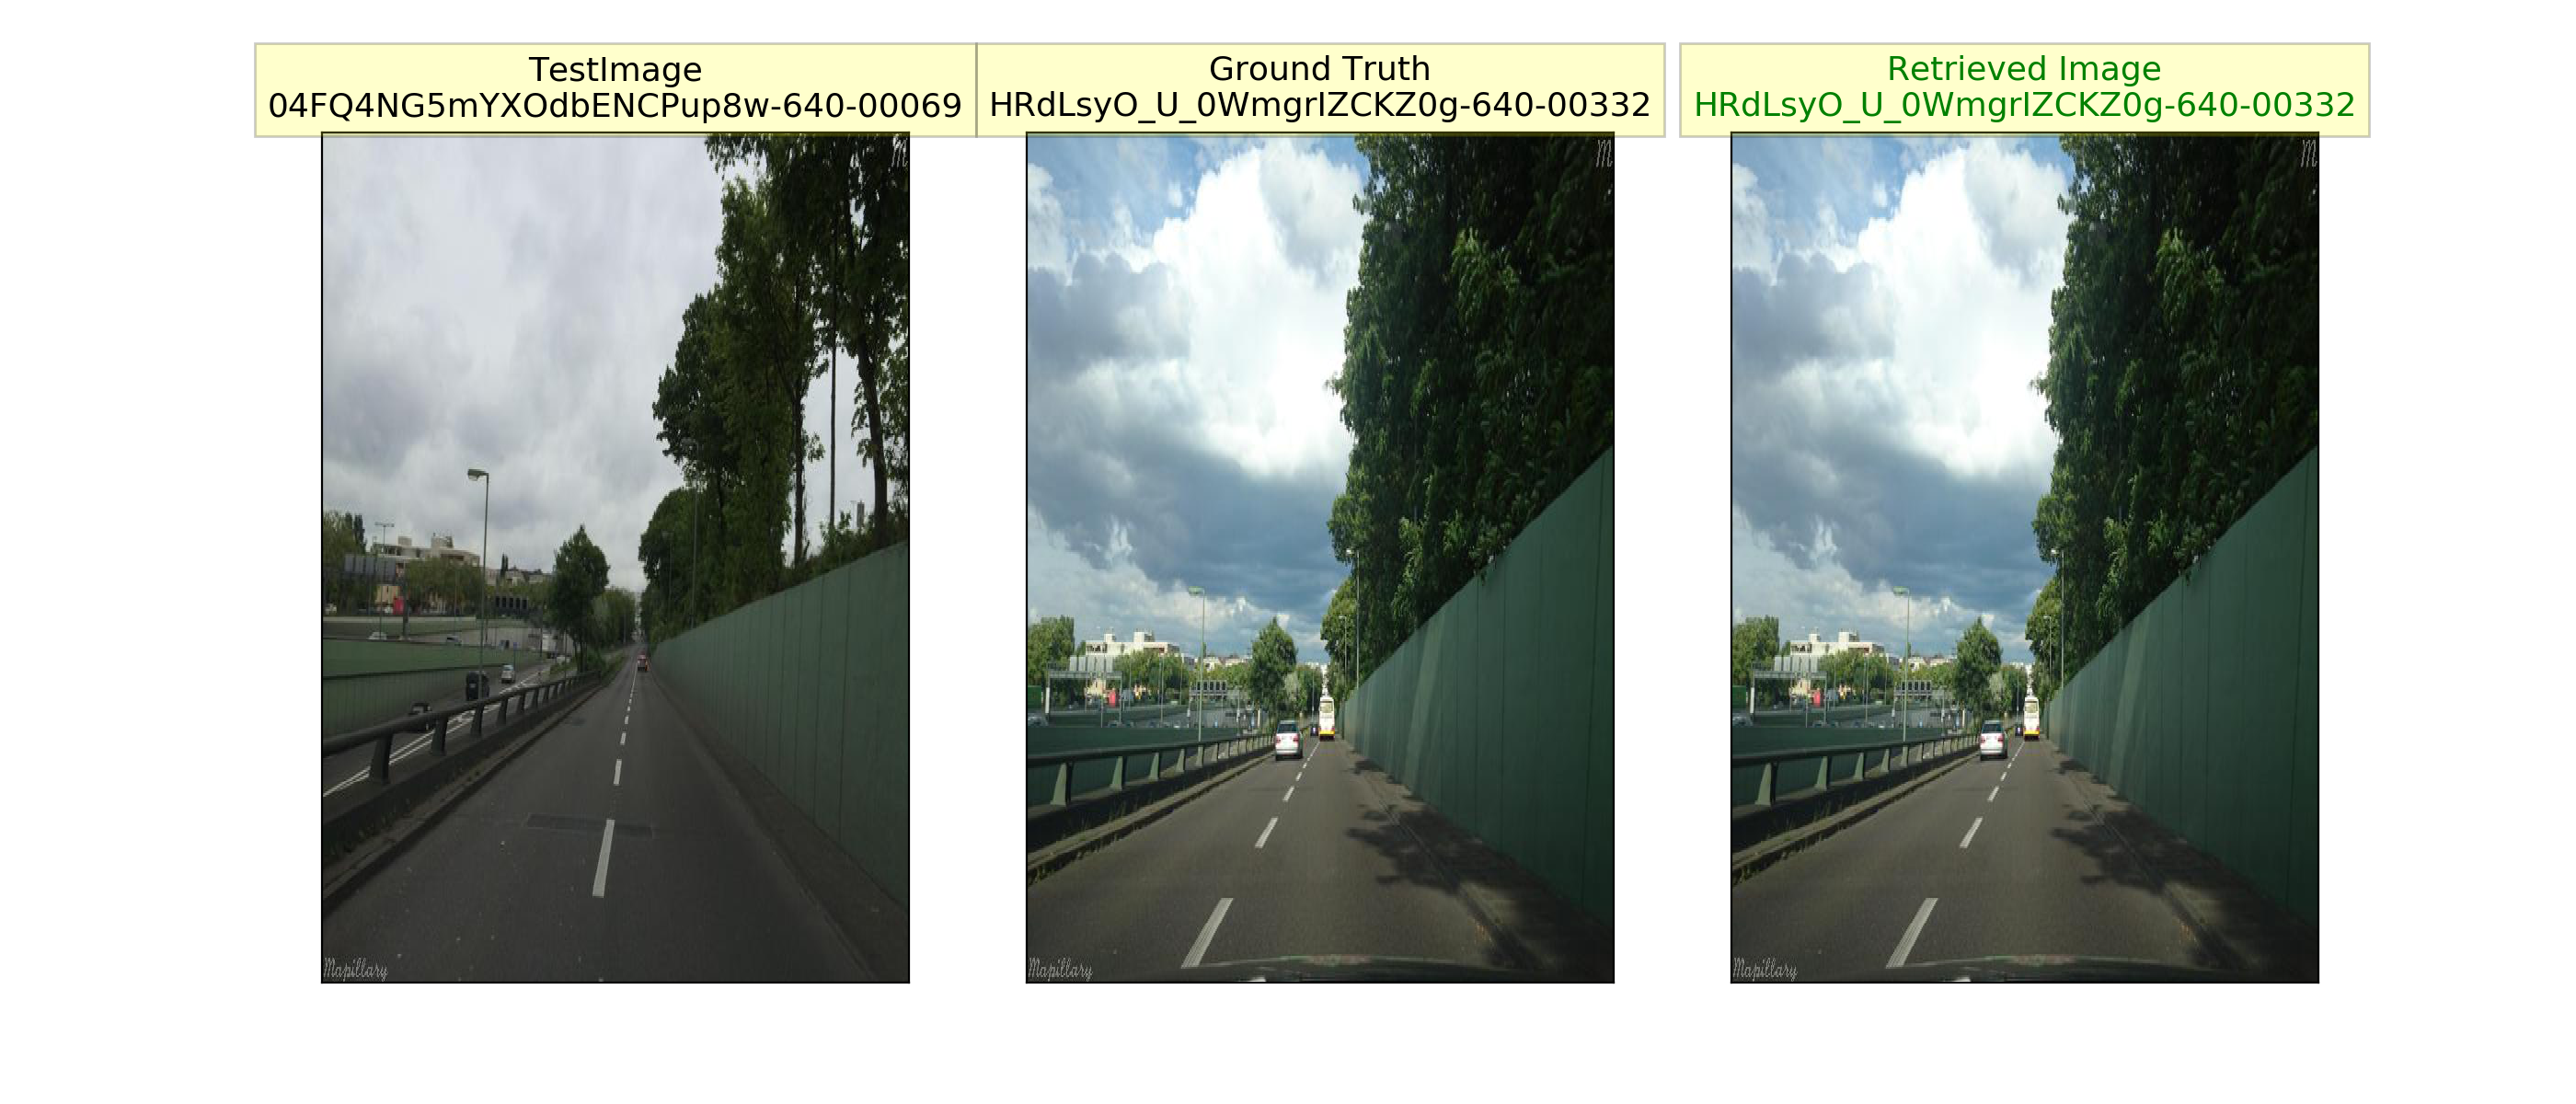 TestImage
04FQ4NG5mYXOdbENCPup8w-640-00069
Ground Truth
HRdLsyO_U_0WmgrIZCKZ0g-640-00332
Retrieved Image
HRdLsyO_U_0WmgrIZCKZ0g-640-00332
M
M
M
Mapillary
Mapillary
Mapillary